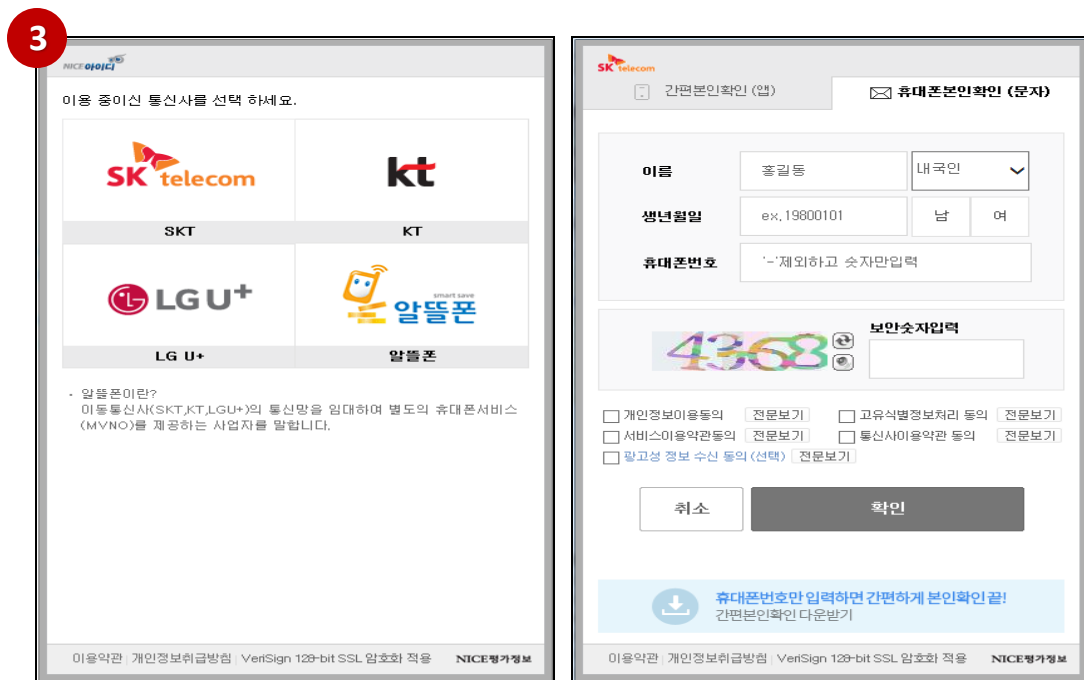 3
NICE 아이디
이용 중이신 통신사를 선택 하세요.
SK telecom
kt
SKT
KT
LG U+
smart save
알뜰폰
LG U+
알뜰폰
- 알뜰폰이란?
이동통신사(SKT,KT,LGU+)의 통신망을 임대하여 별도의 휴대폰서비스
(MVNO)를 제공하는 사업자를 말합니다.
이용약관 | 개인정보취급방침 | VeriSign 128-bit SSL 암호화 적용 NICE평가정보
SK telecom
간편본인확인 (앱)
휴대폰본인확인 (문자)
이름 홍길동 내국인
생년월일 ex. 19800101 남 여
휴대폰번호 '-'제외하고 숫자만입력
4368
보안숫자입력
개인정보이용동의 전문보기 고유식별정보처리 동의 전문보기
서비스이용약관동의 전문보기 통신사이용약관 동의 전문보기
광고성 정보 수신 동의 (선택) 전문보기
취소 확인
휴대폰번호만 입력하면 간편하게 본인확인 끝!
간편본인확인 다운받기
이용약관 | 개인정보취급방침 | VeriSign 128-bit SSL 암호화 적용 NICE평가정보